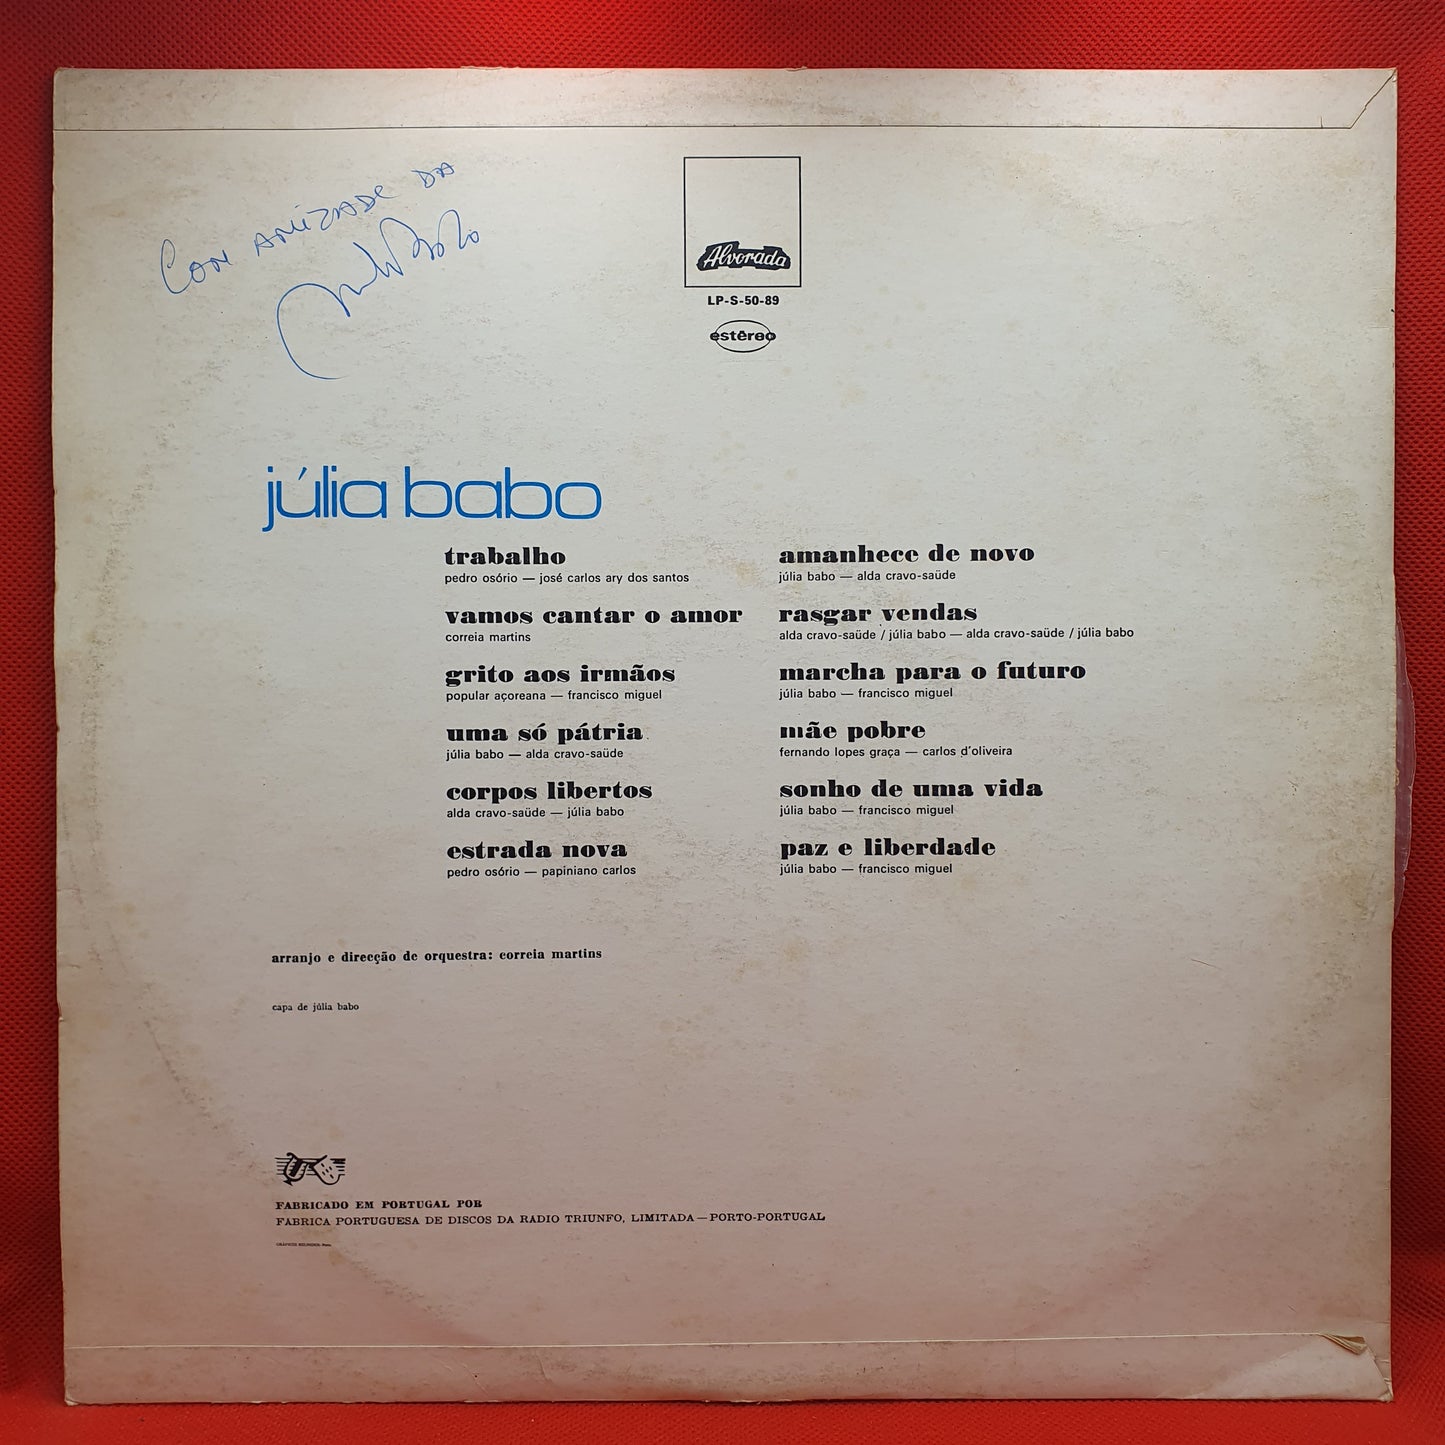 Com amizade da
Júlia Babo
Alvorada
LP-S-50-89
estéreo
júlia babo
trabalho
pedro osório — josé carlos ary dos santos
vamos cantar o amor
correia martins
grito aos irmãos
popular açoreana — francisco miguel
uma só pátria
júlia babo — alda cravo-saüde
corpos libertos
alda cravo-saüde — júlia babo
estrada nova
pedro osório — papiniano carlos
amanhece de novo
júlia babo — alda cravo-saüde
rasgar vendas
alda cravo-saüde / júlia babo — alda cravo-saüde / júlia babo
marcha para o futuro
júlia babo — francisco miguel
mãe pobre
fernando lopes graça — carlos d'oliveira
sonho de uma vida
júlia babo — francisco miguel
paz e liberdade
júlia babo — francisco miguel
arranjo e direcção de orquestra: correia martins
capa de júlia babo
FABRICADO EM PORTUGAL POR
FÁBRICA PORTUGUESA DE DISCOS DA RADIO TRIUNFO, LIMITADA — PORTO-PORTUGAL